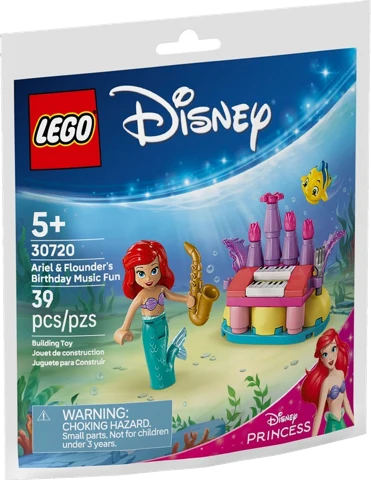 LEGO
Disney
5+
30720
Ariel & Flounder's
Birthday Music Fun
39
pcs/pzs
Building Toy
Jouet de construction
Juguete para Construir
WARNING:
CHOKING HAZARD.
Small parts. Not for children
under 3 years.
Disney
PRINCESS